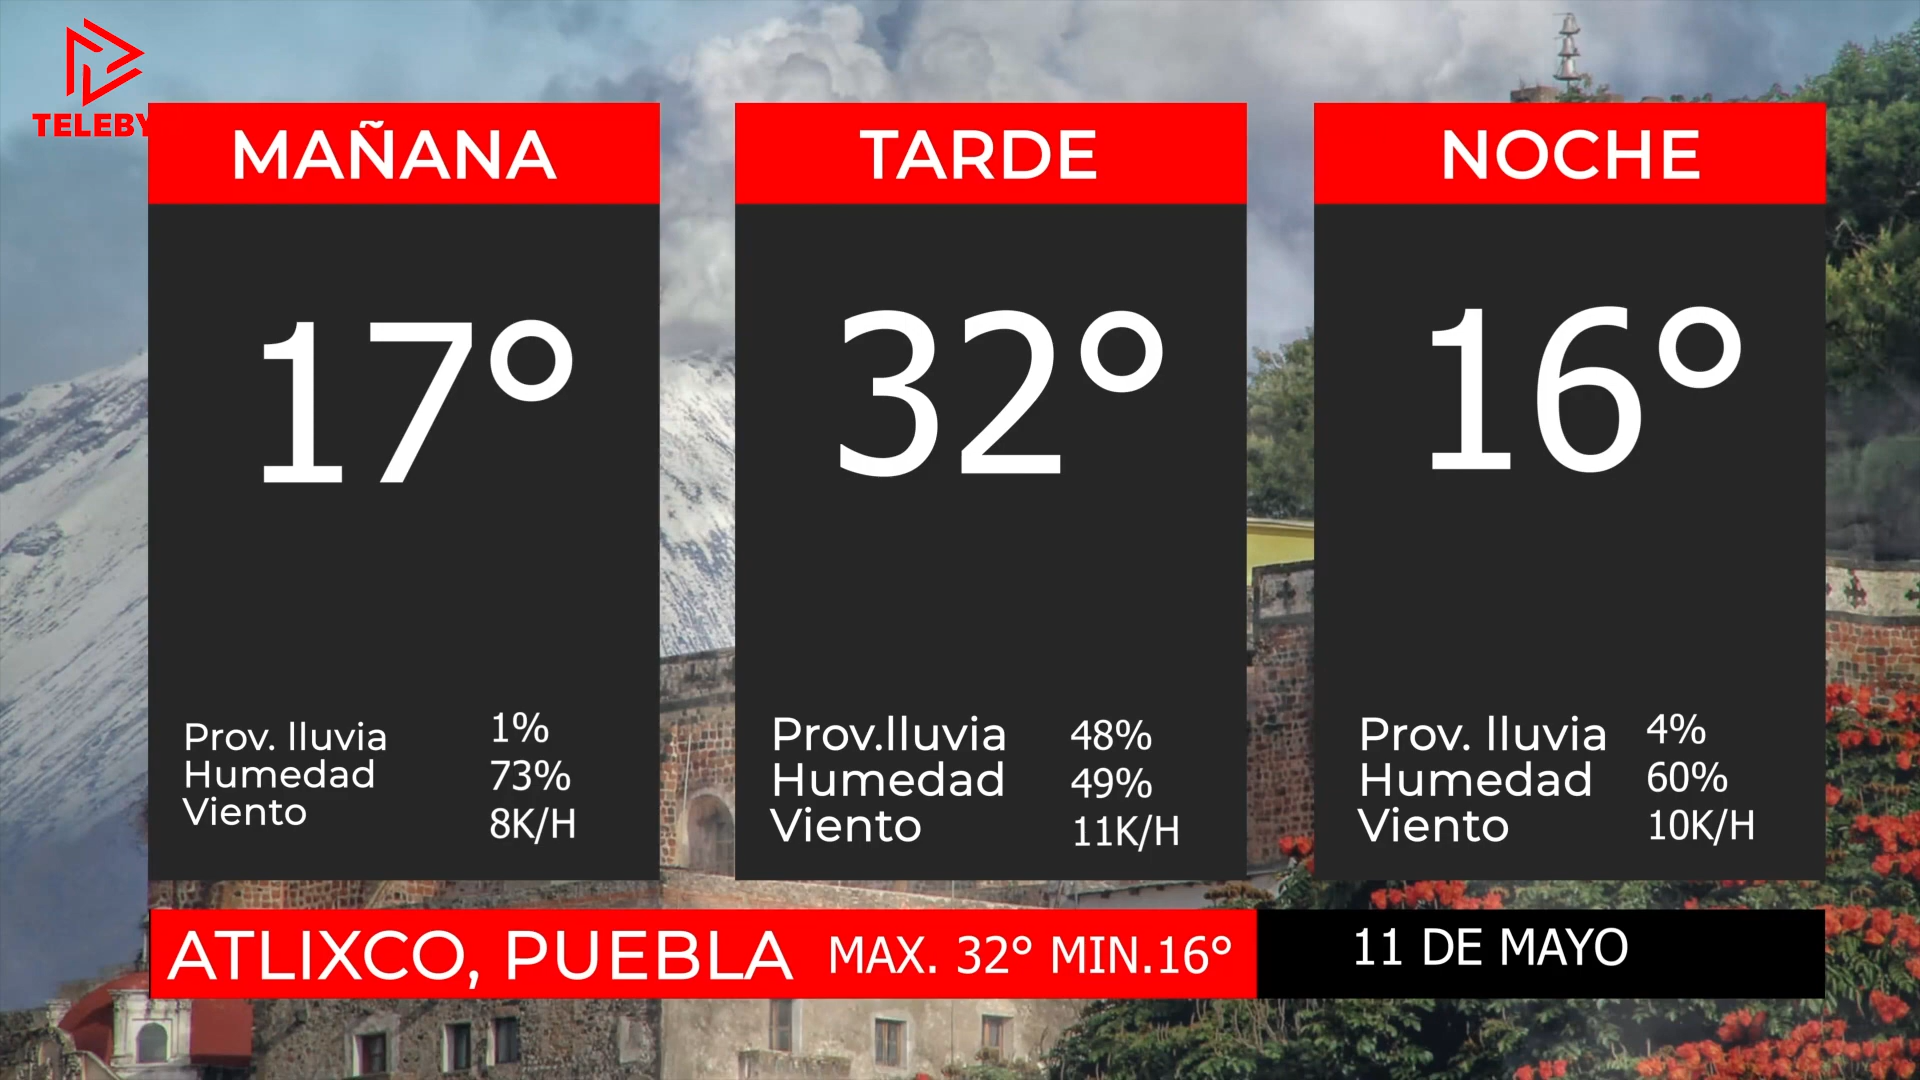 TELEBY
MAÑANA
17°
Prov. lluvia 1%
Humedad 73%
Viento 8K/H
TARDE
32°
Prov.lluvia 48%
Humedad 49%
Viento 11K/H
NOCHE
16°
Prov. lluvia 4%
Humedad 60%
Viento 10K/H
ATLIXCO, PUEBLA MAX. 32° MIN.16°
11 DE MAYO